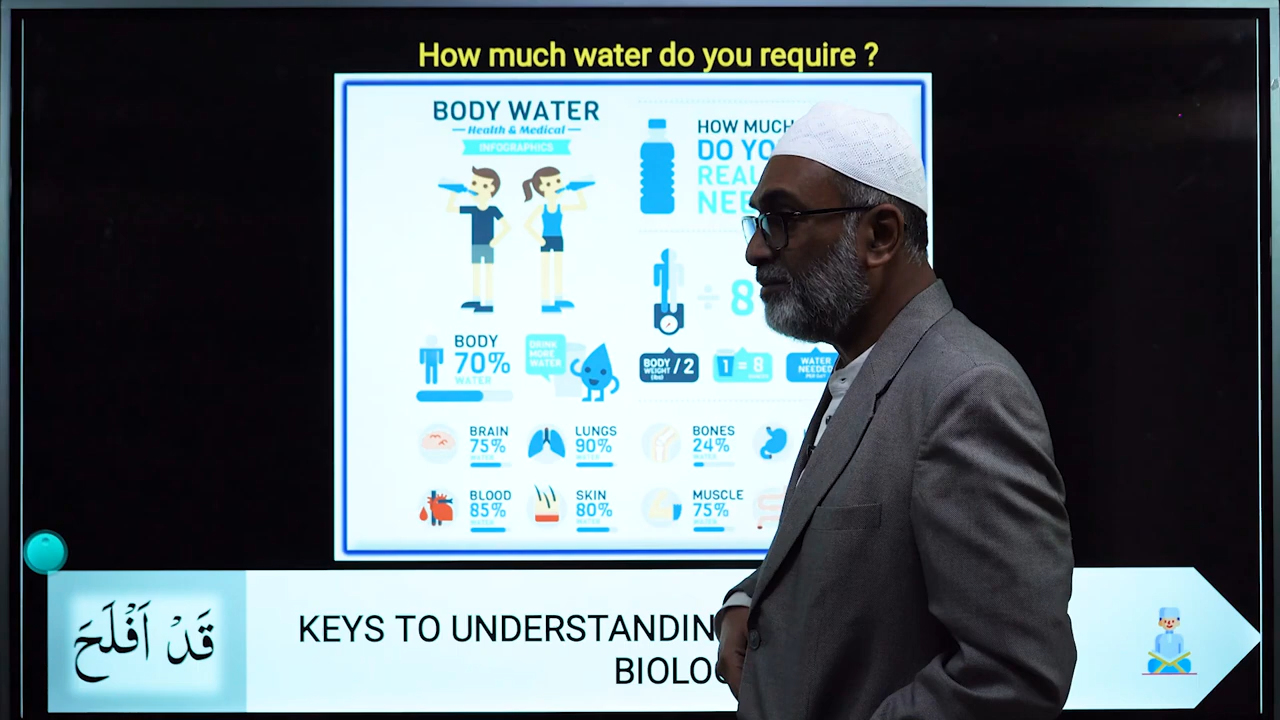 How much water do you require ?
BODY WATER
Health & Medical
INFOGRAPHICS
HOW MUCH
DO YO
REAL
NEE
÷ 8
BODY
70%
WATER
DRINK
MORE
WATER
BODY
WEIGHT / 2
(lbs)
1 = 8
WATER
NEEDED
BRAIN
75%
WATER
LUNGS
90%
WATER
BONES
24%
WATER
BLOOD
85%
WATER
SKIN
80%
WATER
MUSCLE
75%
WATER
قَدْ اَفْلَحَ
KEYS TO UNDERSTANDIN
BIOLO